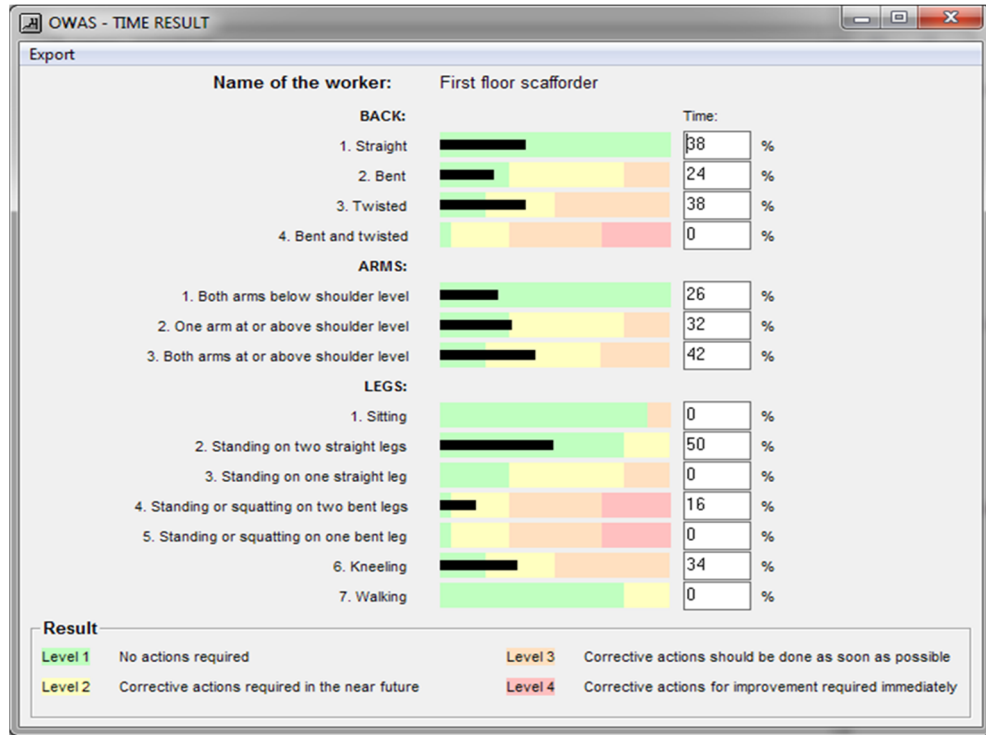 OWAS - TIME RESULT
Export
Name of the worker: First floor scafforder
BACK: Time:
1. Straight 38 %
2. Bent 24 %
3. Twisted 38 %
4. Bent and twisted 0 %
ARMS:
1. Both arms below shoulder level 26 %
2. One arm at or above shoulder level 32 %
3. Both arms at or above shoulder level 42 %
LEGS:
1. Sitting 0 %
2. Standing on two straight legs 50 %
3. Standing on one straight leg 0 %
4. Standing or squatting on two bent legs 16 %
5. Standing or squatting on one bent leg 0 %
6. Kneeling 34 %
7. Walking 0 %
Result
Level 1 No actions required Level 3 Corrective actions should be done as soon as possible
Level 2 Corrective actions required in the near future Level 4 Corrective actions for improvement required immediately